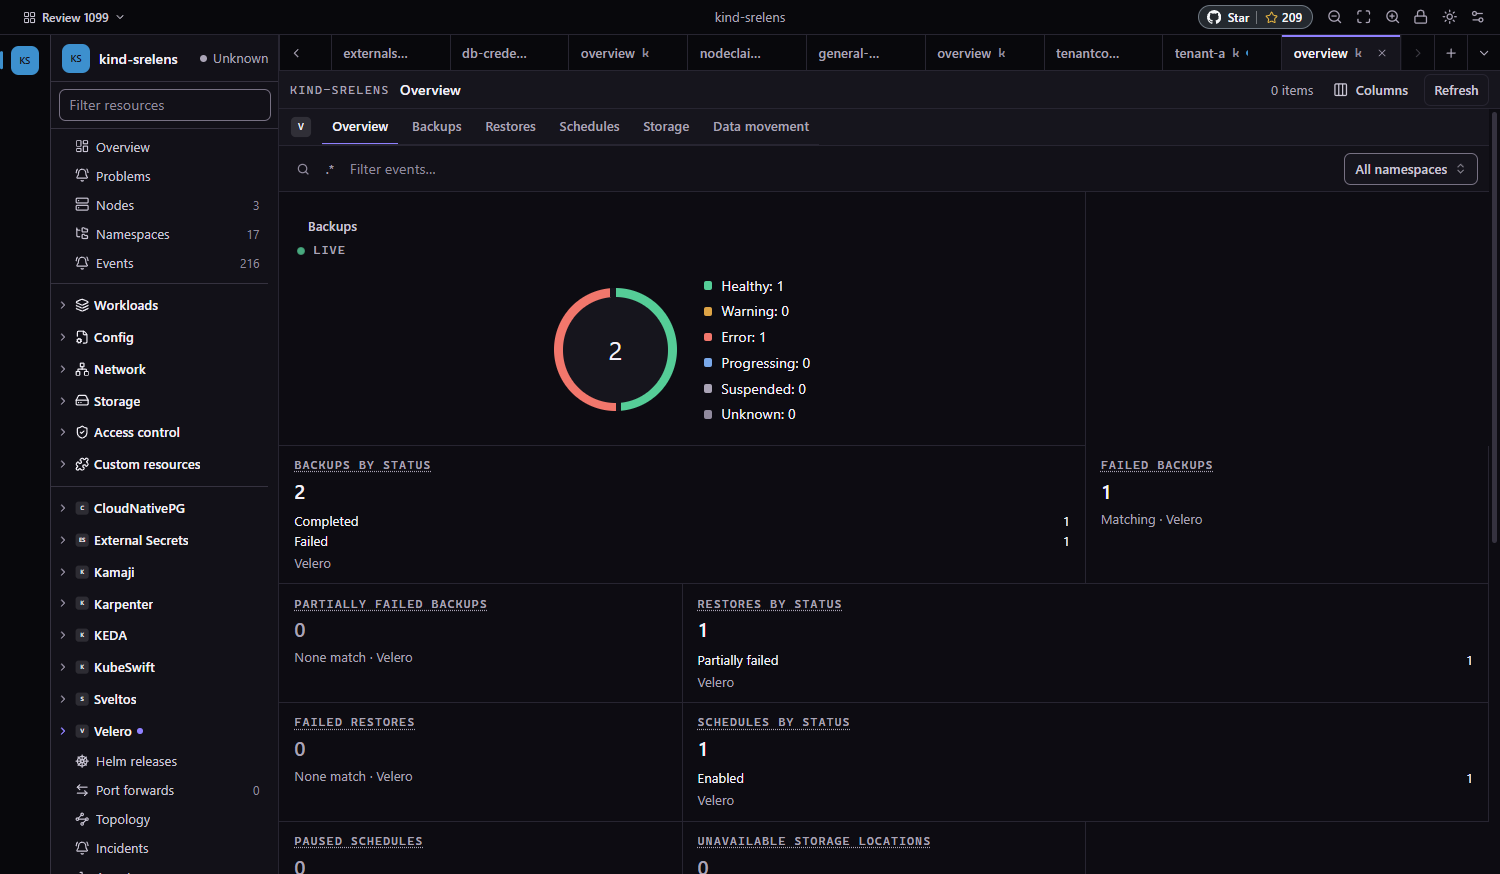 Review 1099
kind-srelens
Star
209
KS
KS
kind-srelens
Unknown
externals...
db-crede...
overview k
nodeclai...
general-...
overview k
tenantco...
tenant-a k
overview k
Filter resources
KIND-SRELENS Overview
0 items
Columns
Refresh
V
Overview
Backups
Restores
Schedules
Storage
Data movement
.*
Filter events...
All namespaces
Overview
Problems
Nodes 3
Namespaces 17
Events 216
Workloads
Config
Network
Storage
Access control
Custom resources
C CloudNativePG
ES External Secrets
K Kamaji
K Karpenter
K KEDA
K KubeSwift
S Sveltos
V Velero
Helm releases
Port forwards 0
Topology
Incidents
Backups
LIVE
2
Healthy: 1
Warning: 0
Error: 1
Progressing: 0
Suspended: 0
Unknown: 0
BACKUPS BY STATUS
2
Completed 1
Failed 1
Velero
FAILED BACKUPS
1
Matching · Velero
PARTIALLY FAILED BACKUPS
0
None match · Velero
RESTORES BY STATUS
1
Partially failed 1
Velero
FAILED RESTORES
0
None match · Velero
SCHEDULES BY STATUS
1
Enabled 1
Velero
PAUSED SCHEDULES
0
UNAVAILABLE STORAGE LOCATIONS
0